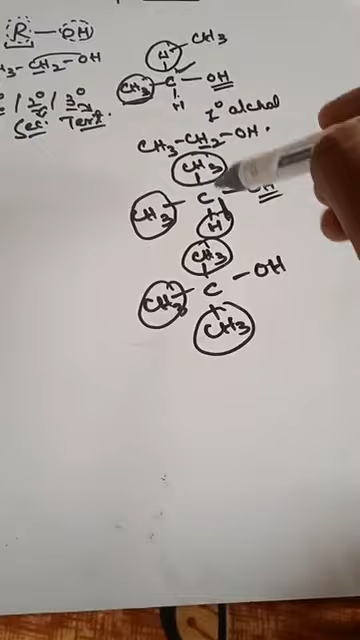 R — OH
CH₃
H
CH₃-CH₂-OH
CH₃ - C - OH
H
1° / 2° / 3°
1° alcohol
Sec. Tert.
CH₃-CH₂-OH.
CH₃
CH₃ - C - OH
H
CH₃
CH₃ - C - OH
CH₃